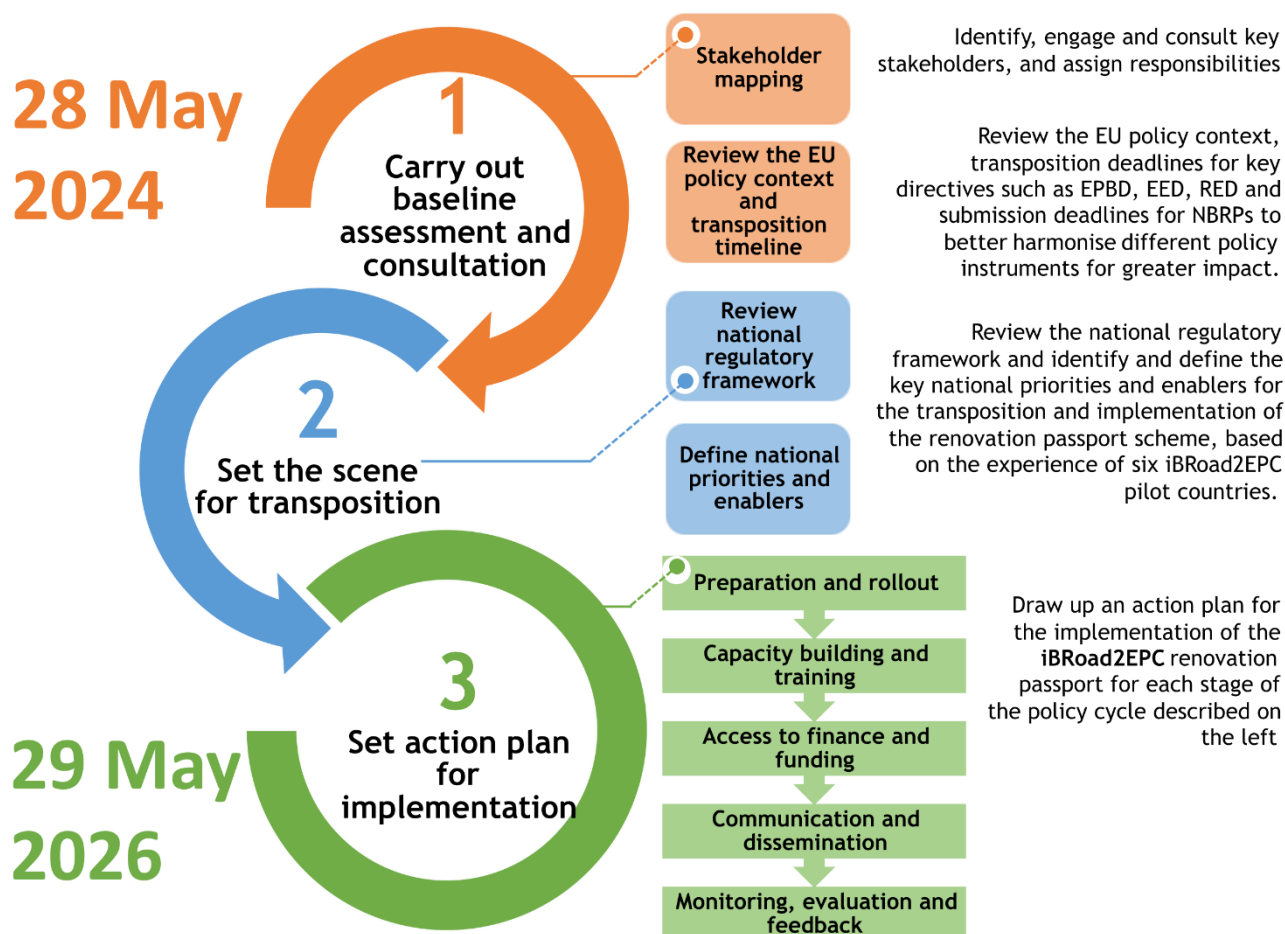 28 May
2024
1
Carry out
baseline
assessment and
consultation
Stakeholder
mapping
Identify, engage and consult key
stakeholders, and assign responsibilities
Review the EU
policy context
and
transposition
timeline
Review the EU policy context,
transposition deadlines for key
directives such as EPBD, EED, RED and
submission deadlines for NBRPs to
better harmonise different policy
instruments for greater impact.
2
Set the scene
for transposition
Review
national
regulatory
framework
Define national
priorities and
enablers
Review the national regulatory
framework and identify and define the
key national priorities and enablers for
the transposition and implementation of
the renovation passport scheme, based
on the experience of six iBRoad2EPC
pilot countries.
29 May
2026
3
Set action plan
for
implementation
Preparation and rollout
Capacity building and
training
Access to finance and
funding
Communication and
dissemination
Monitoring, evaluation and
feedback
Draw up an action plan for
the implementation of the
iBRoad2EPC renovation
passport for each stage of
the policy cycle described on
the left